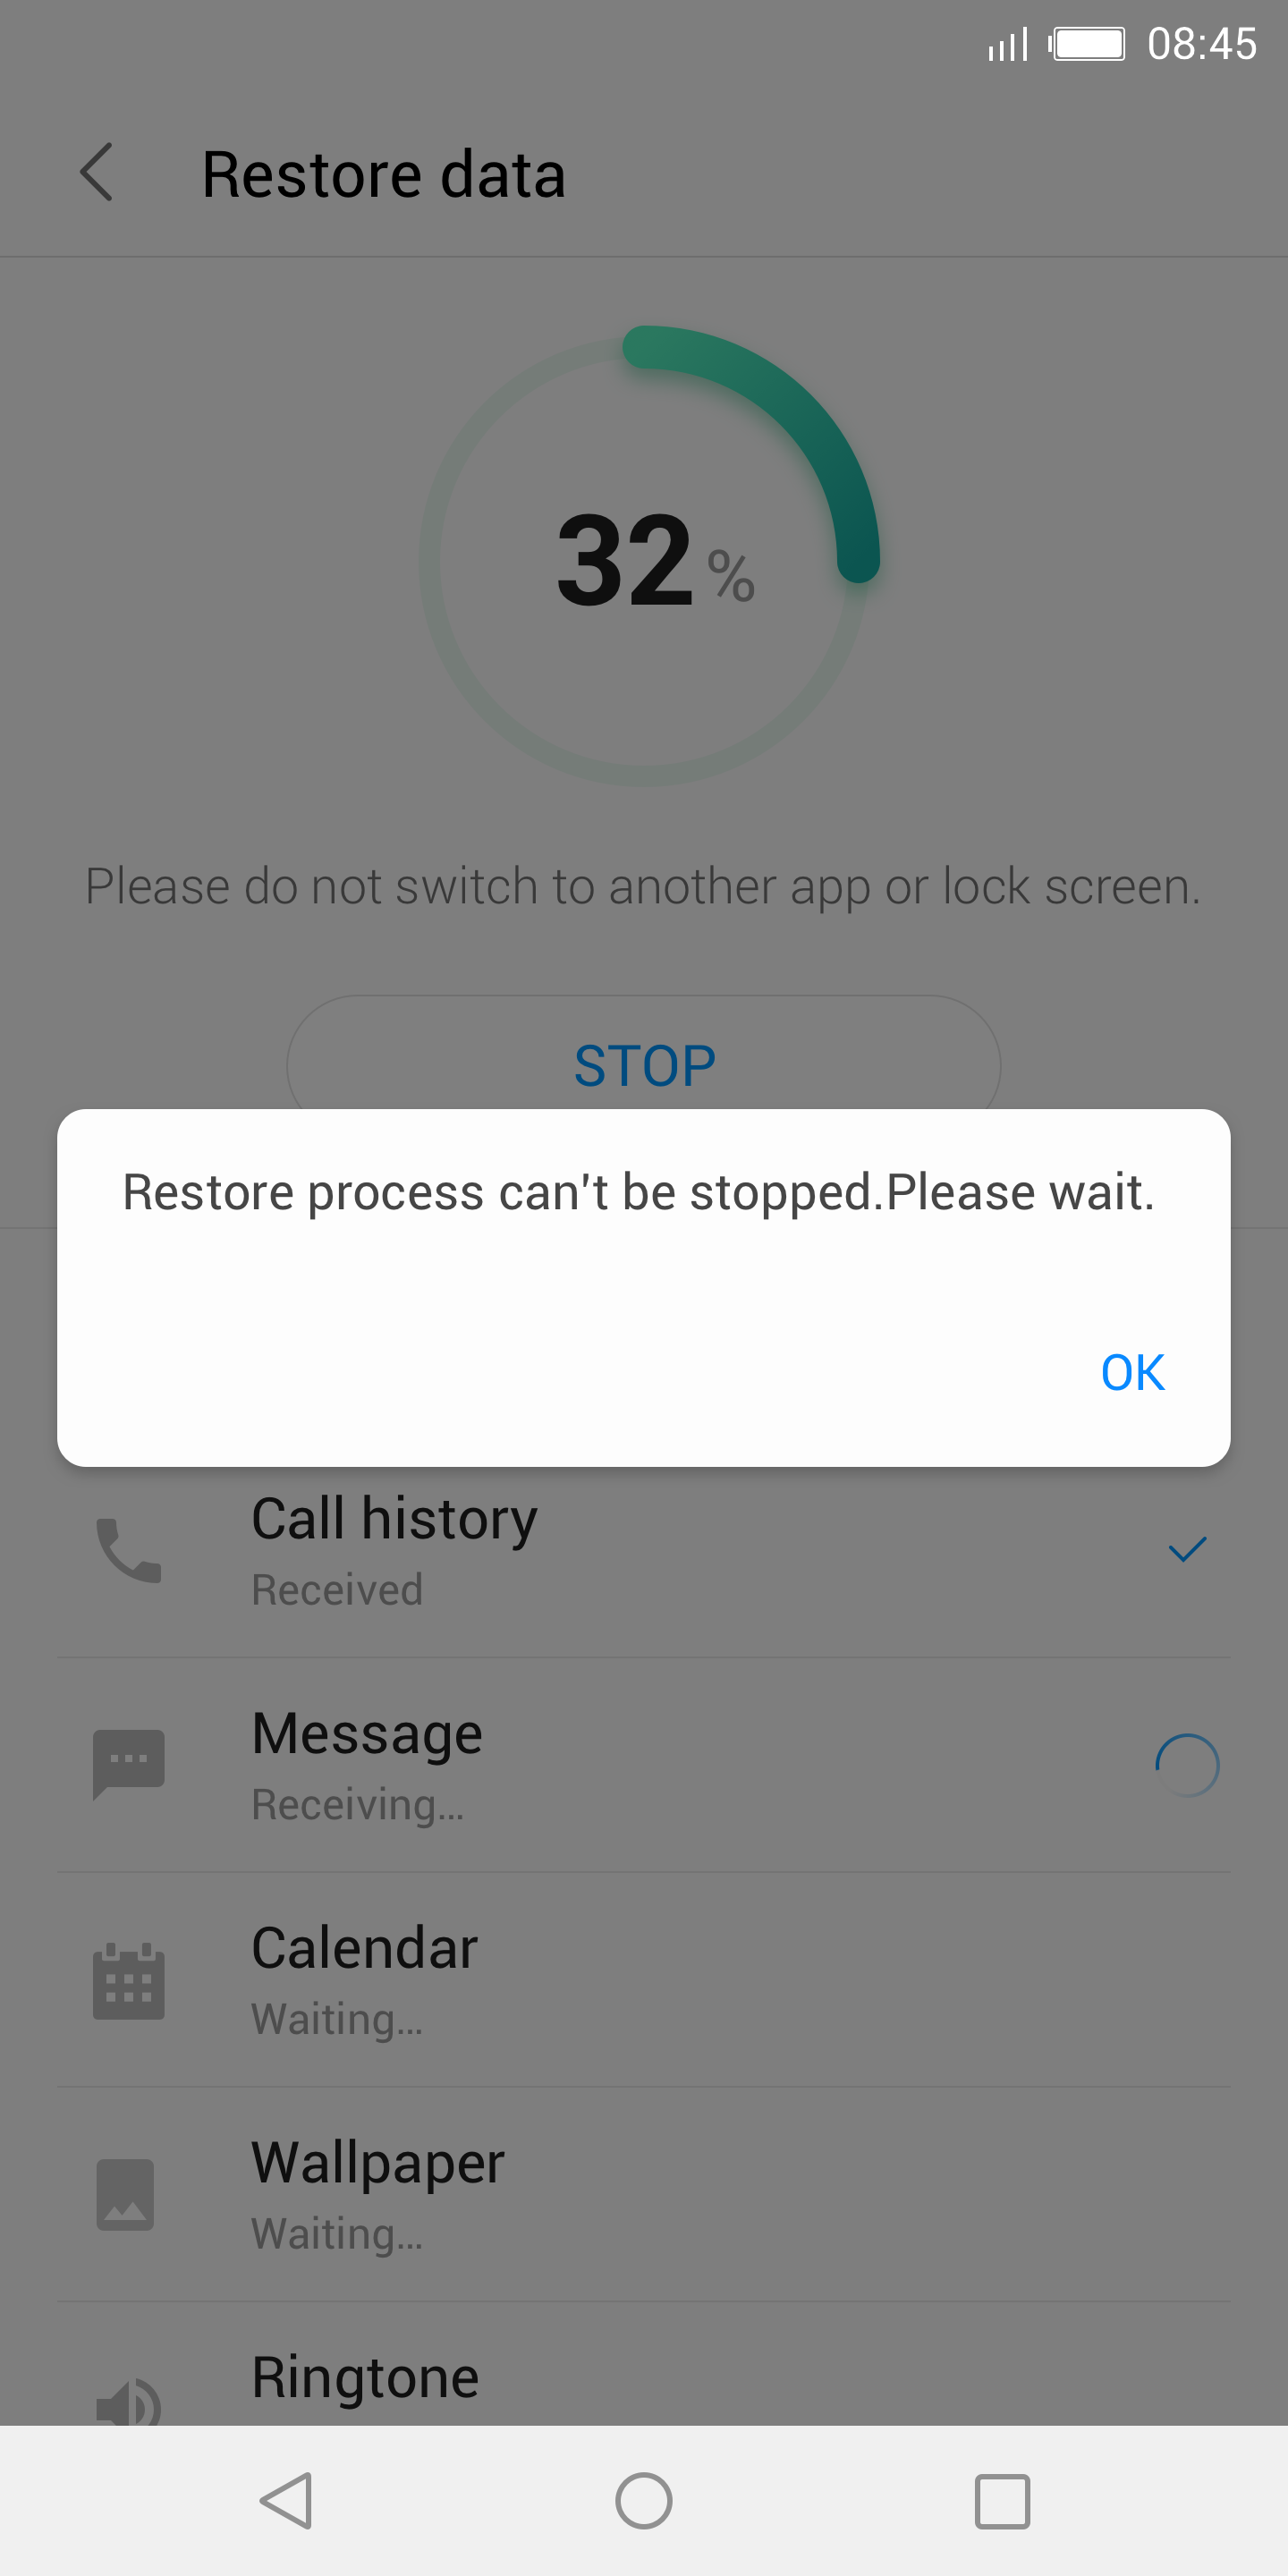 08:45
Restore data
32 %
Please do not switch to another app or lock screen.
STOP
Restore process can't be stopped.Please wait.
OK
Call history
Received
Message
Receiving...
Calendar
Waiting...
Wallpaper
Waiting...
Ringtone